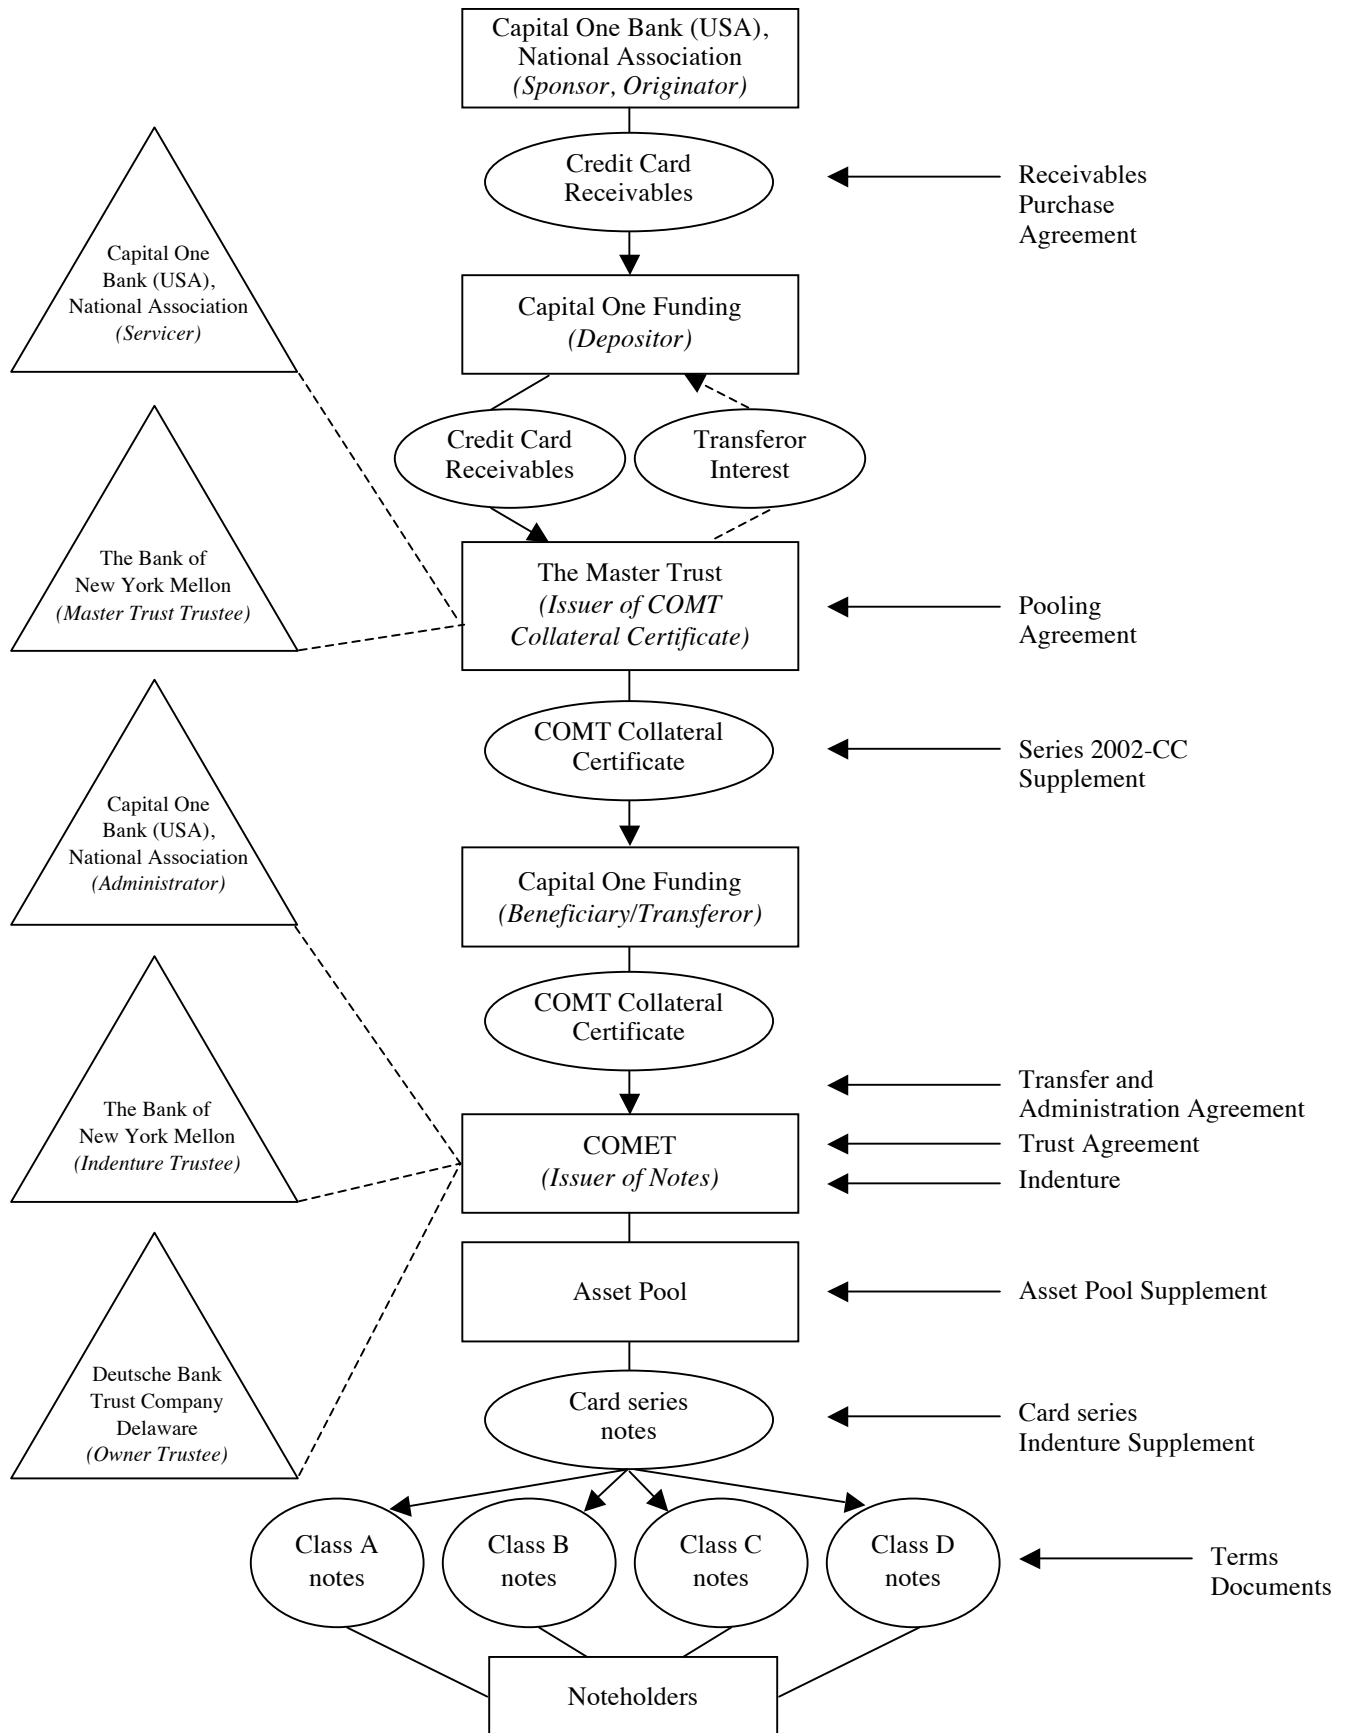 Capital One Bank (USA),
National Association
(Sponsor, Originator)
Credit Card
Receivables
Receivables
Purchase
Agreement
Capital One
Bank (USA),
National Association
(Servicer)
Capital One Funding
(Depositor)
Credit Card
Receivables
Transferor
Interest
The Bank of
New York Mellon
(Master Trust Trustee)
The Master Trust
(Issuer of COMT
Collateral Certificate)
Pooling
Agreement
COMT Collateral
Certificate
Series 2002-CC
Supplement
Capital One
Bank (USA),
National Association
(Administrator)
Capital One Funding
(Beneficiary/Transferor)
COMT Collateral
Certificate
The Bank of
New York Mellon
(Indenture Trustee)
COMET
(Issuer of Notes)
Transfer and
Administration Agreement
Trust Agreement
Indenture
Asset Pool
Asset Pool Supplement
Deutsche Bank
Trust Company
Delaware
(Owner Trustee)
Card series
notes
Card series
Indenture Supplement
Class A
notes
Class B
notes
Class C
notes
Class D
notes
Terms
Documents
Noteholders